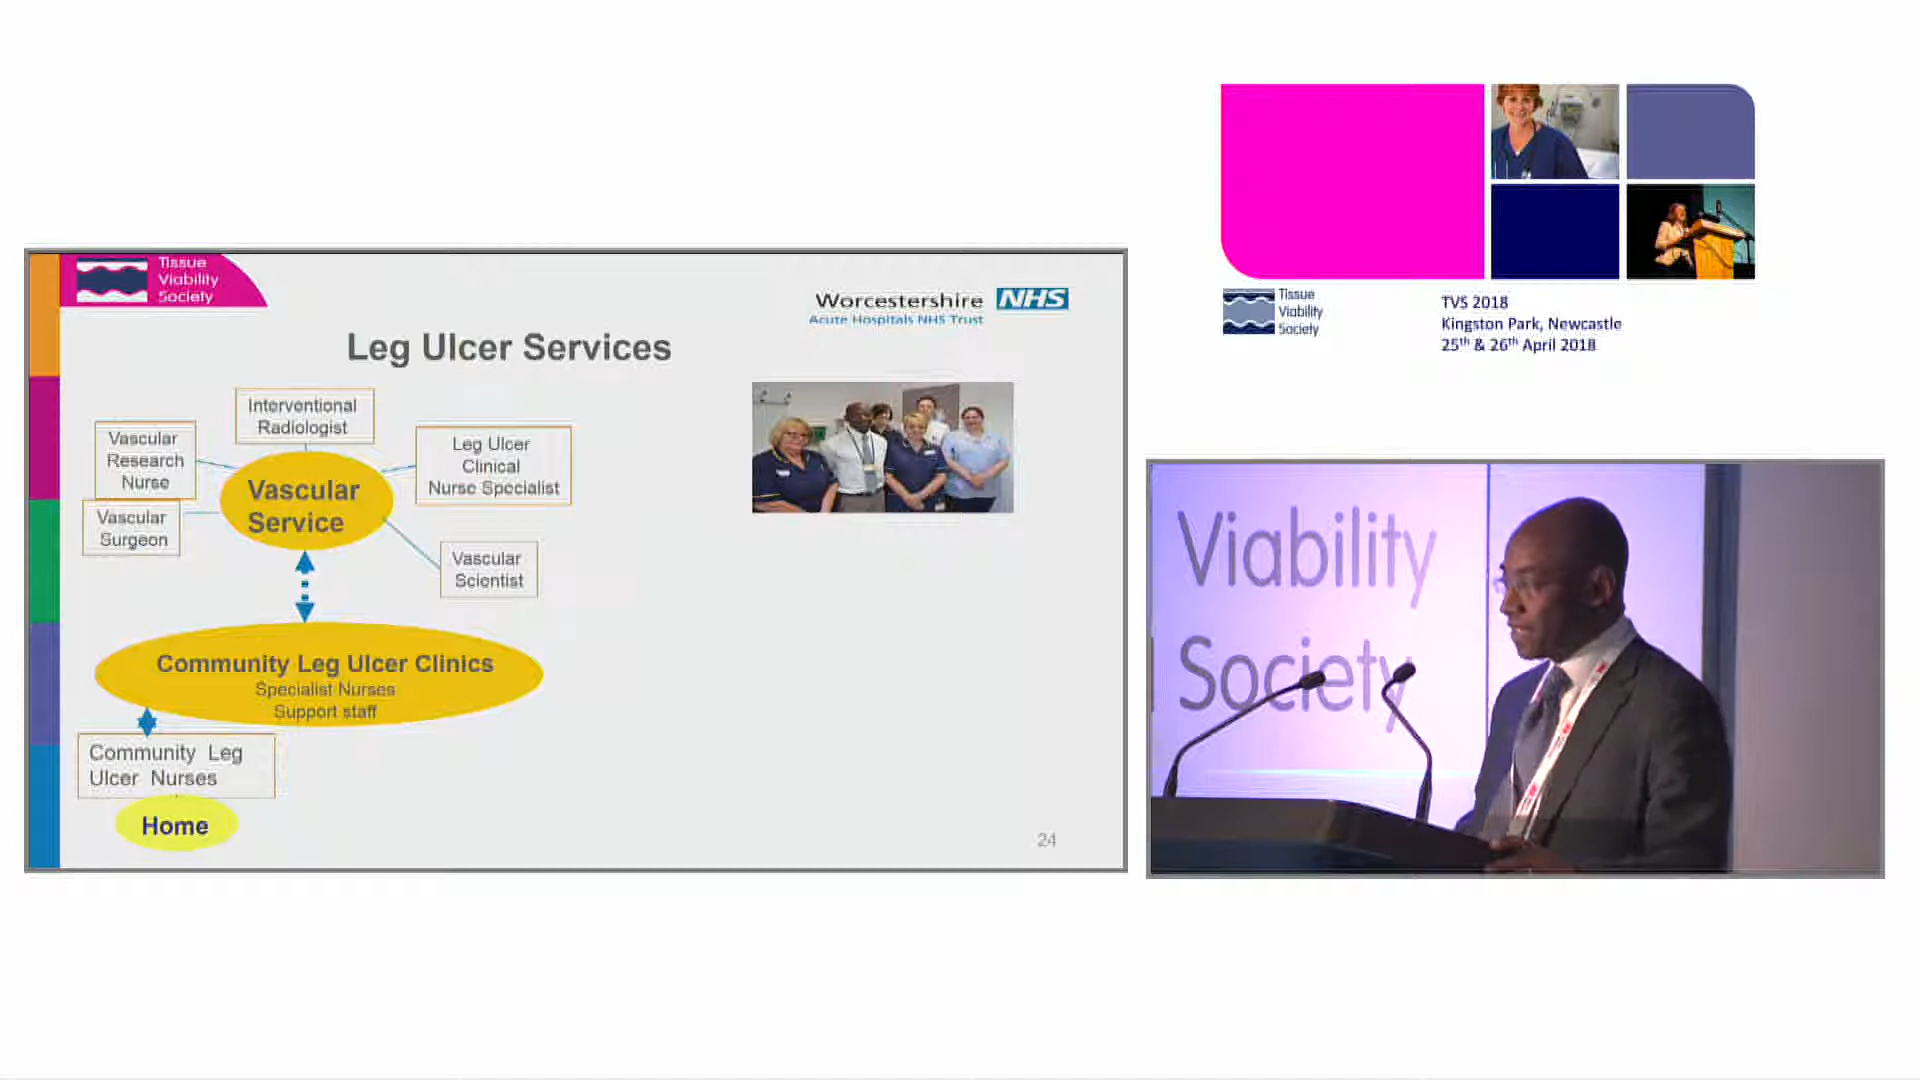 Tissue
Viability
Society
Worcestershire NHS
Acute Hospitals NHS Trust
Leg Ulcer Services
Interventional
Radiologist
Vascular
Research
Nurse
Leg Ulcer
Clinical
Nurse Specialist
Vascular
Service
Vascular
Surgeon
Vascular
Scientist
Community Leg Ulcer Clinics
Specialist Nurses
Support staff
Community Leg
Ulcer Nurses
Home
24
Tissue
Viability
Society
TVS 2018
Kingston Park, Newcastle
25th & 26th April 2018
Viability
Society